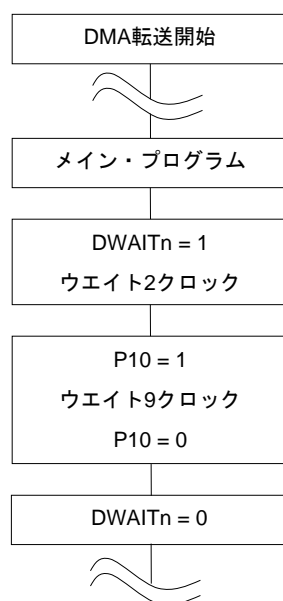 DMA転送開始
メイン・プログラム
DWAITn = 1
ウエイト2クロック
P10 = 1
ウエイト9クロック
P10 = 0
DWAITn = 0